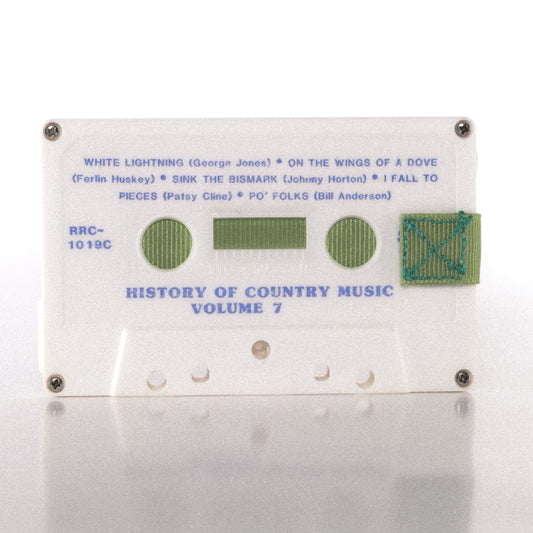 WHITE LIGHTNING (George Jones) • ON THE WINGS OF A DOVE
(Ferlin Huskey) • SINK THE BISMARK (Johnny Horton) • I FALL TO
PIECES (Patsy Cline) • PO' FOLKS (Bill Anderson)
RRC-
1019C
HISTORY OF COUNTRY MUSIC
VOLUME 7